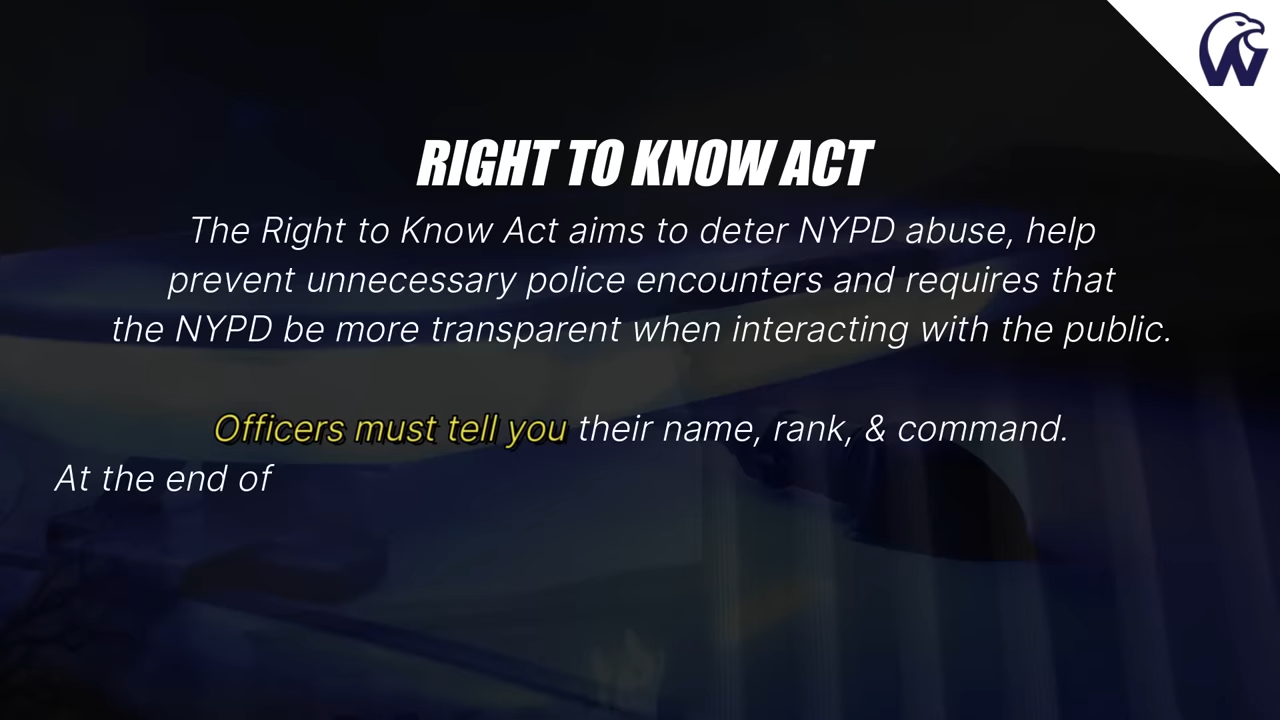 RIGHT TO KNOW ACT
The Right to Know Act aims to deter NYPD abuse, help
prevent unnecessary police encounters and requires that
the NYPD be more transparent when interacting with the public.
Officers must tell you their name, rank, & command.
At the end of